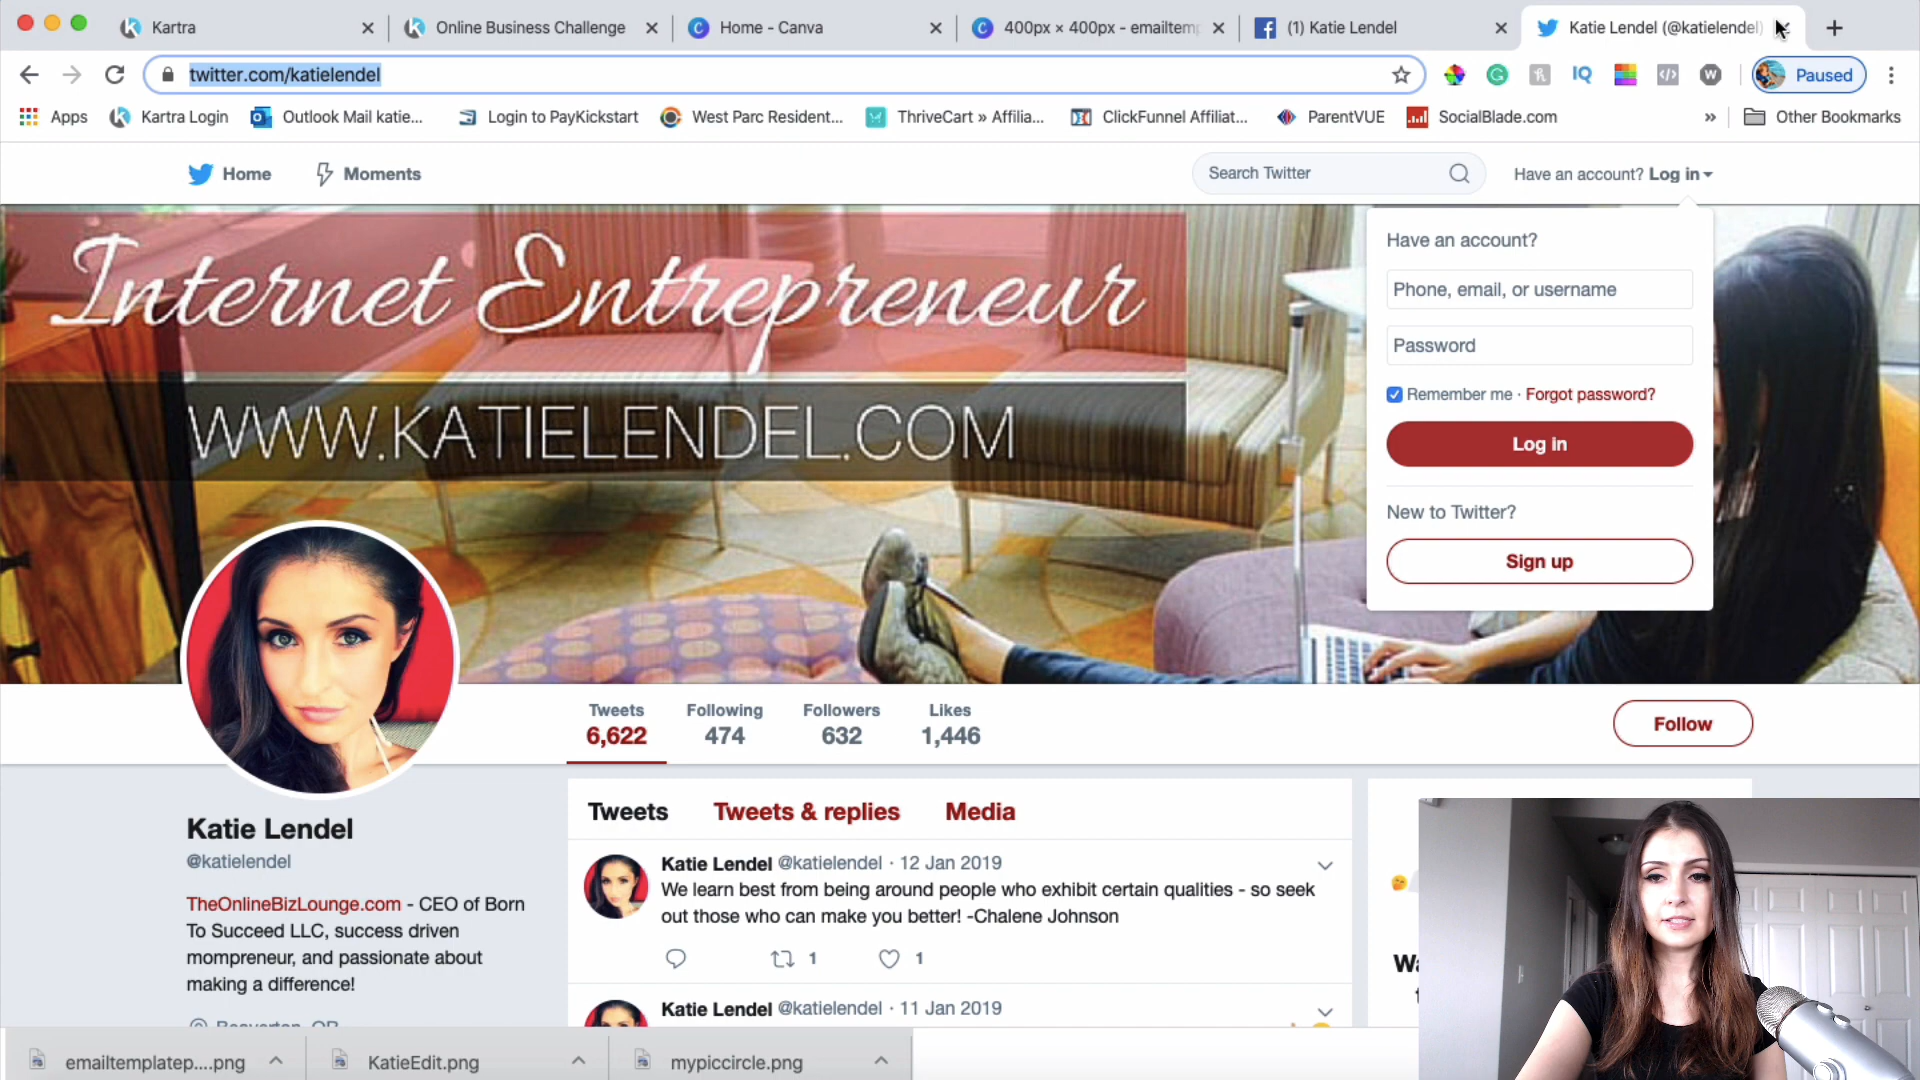 Kartra
Online Business Challenge
Home - Canva
400px × 400px - emailtemp
(1) Katie Lendel
Katie Lendel (@katielendel)
twitter.com/katielendel
IQ
W
Paused
Apps
Kartra Login
Outlook Mail katie...
Login to PayKickstart
West Parc Resident...
ThriveCart » Affilia...
ClickFunnel Affiliat...
ParentVUE
SocialBlade.com
»
Other Bookmarks
Home
Moments
Search Twitter
Have an account? Log in
Internet Entrepreneur
WWW.KATIELENDEL.COM
Have an account?
Phone, email, or username
Password
Remember me · Forgot password?
Log in
New to Twitter?
Sign up
Tweets
6,622
Following
474
Followers
632
Likes
1,446
Follow
Katie Lendel
@katielendel
TheOnlineBizLounge.com - CEO of Born
To Succeed LLC, success driven
mompreneur, and passionate about
making a difference!
Beaverton, OR
Tweets
Tweets & replies
Media
Katie Lendel @katielendel · 12 Jan 2019
We learn best from being around people who exhibit certain qualities - so seek
out those who can make you better! -Chalene Johnson
1
1
Katie Lendel @katielendel · 11 Jan 2019
emailtemplatep....png
KatieEdit.png
mypiccircle.png